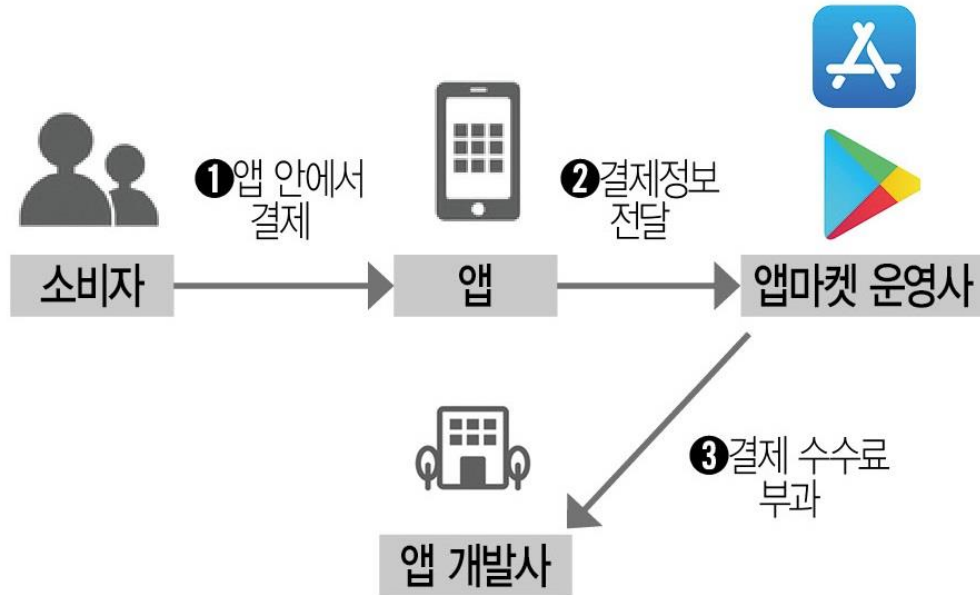 ❶앱 안에서
결제
❷결제정보
전달
소비자
앱
앱마켓 운영사
❸결제 수수료
부과
앱 개발사